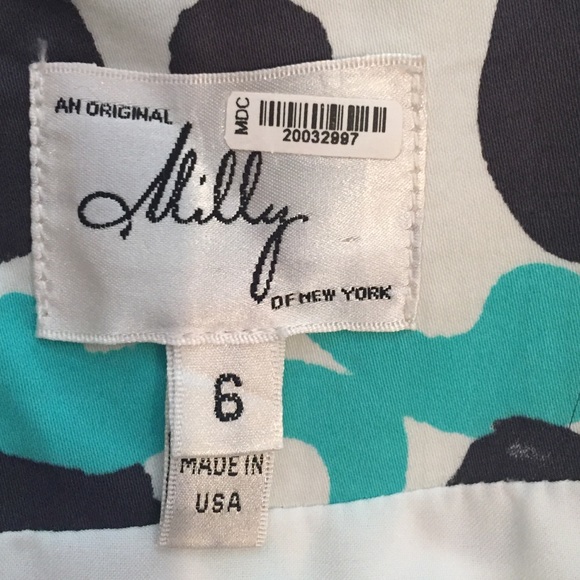 AN ORIGINAL
MDC
20032997
Milly
OF NEW YORK
6
MADE IN
USA